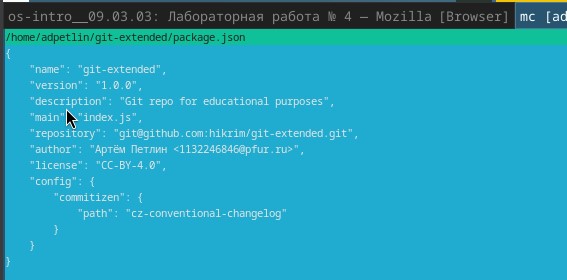 os-intro__09.03.03: Лабораторная работа № 4 — Mozilla [Browser] mc [ad
/home/adpetlin/git-extended/package.json
{
    "name": "git-extended",
    "version": "1.0.0",
    "description": "Git repo for educational purposes",
    "main": "index.js",
    "repository": "git@github.com:hikrim/git-extended.git",
    "author": "Артём Петлин <1132246846@pfur.ru>",
    "license": "CC-BY-4.0",
    "config": {
        "commitizen": {
            "path": "cz-conventional-changelog"
        }
    }
}